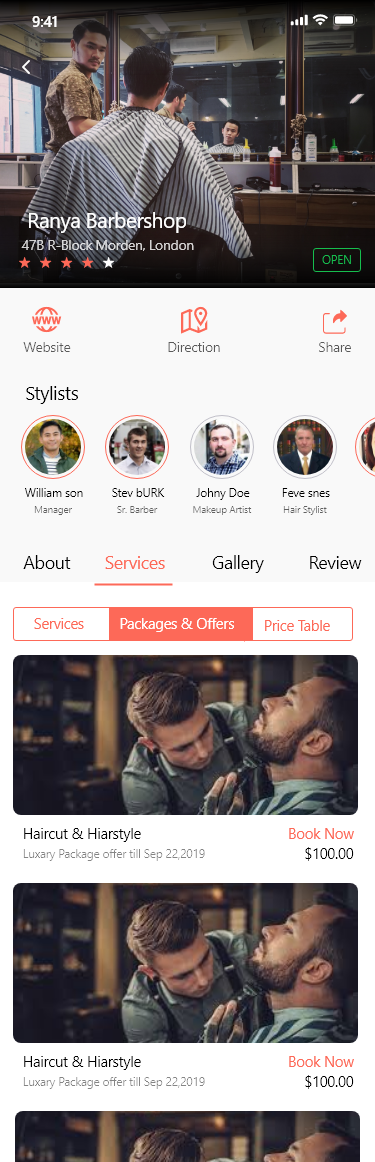 9:41
Ranya Barbershop
47B R-Block Morden, London
OPEN
www
Website
Direction
Share
Stylists
William son
Stev bURK
Johny Doe
Feve snes
Manager
Sr. Barber
Makeup Artist
Hair Stylist
About
Services
Gallery
Review
Services
Packages & Offers
Price Table
Haircut & Hiarstyle
Book Now
Luxary Package offer till Sep 22,2019
$100.00
Haircut & Hiarstyle
Book Now
Luxary Package offer till Sep 22,2019
$100.00